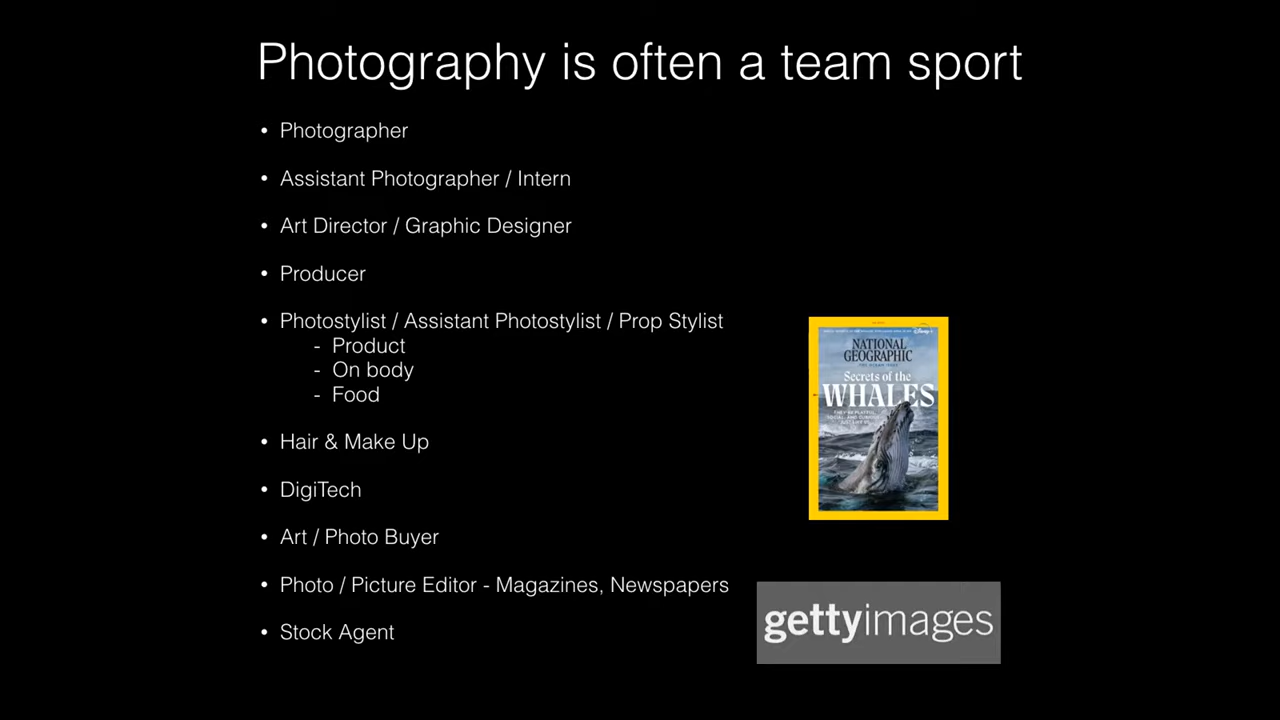 Photography is often a team sport
• Photographer
• Assistant Photographer / Intern
• Art Director / Graphic Designer
• Producer
• Photostylist / Assistant Photostylist / Prop Stylist
- Product
- On body
- Food
• Hair & Make Up
• DigiTech
• Art / Photo Buyer
• Photo / Picture Editor - Magazines, Newspapers
• Stock Agent
Disney+
NATIONAL
GEOGRAPHIC
Secrets of the
WHALES
gettyimages